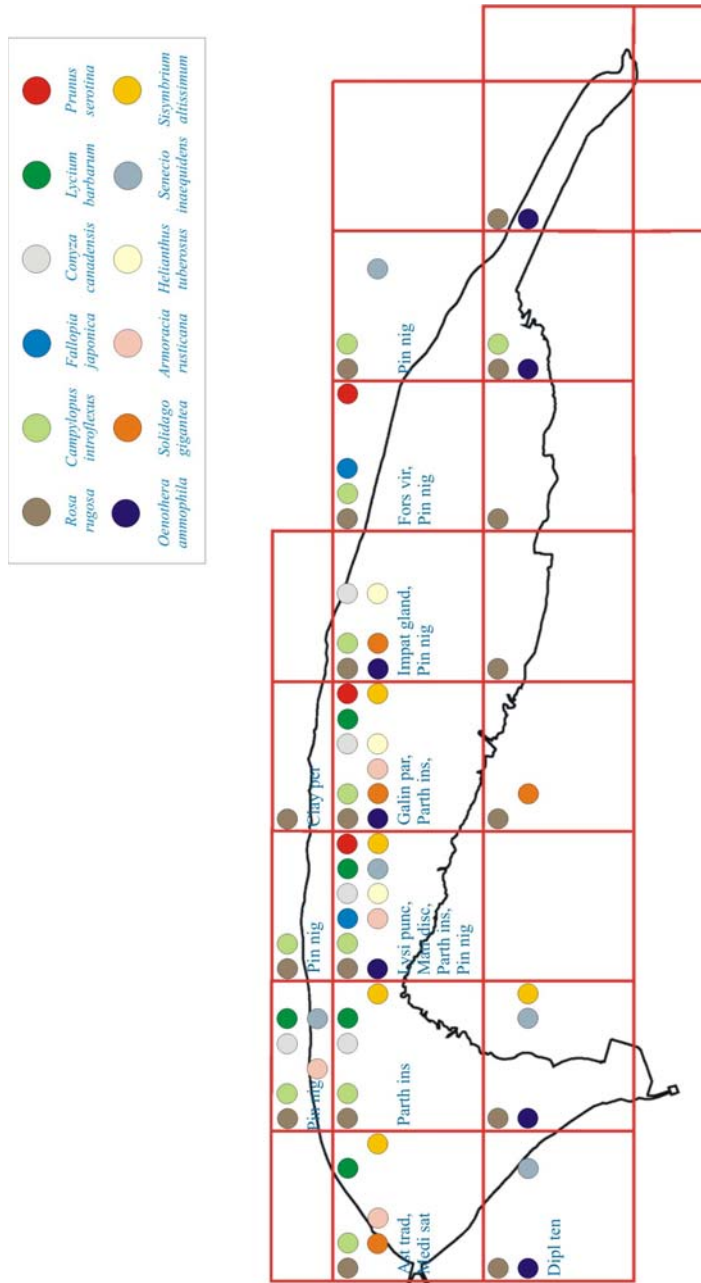 Rosa
rugosa
Campylopus
introflexus
Fallopia
japonica
Conyza
canadensis
Lycium
barbarum
Prunus
serotina
Oenothera
ammophila
Solidago
gigantea
Armoracia
rusticana
Helianthus
tuberosus
Senecio
inaequidens
Sisymbrium
altissimum
Pin nig
Pin nig
Clay per
Ast trad,
Medi sat
Parth ins
Lysi punc,
disc,
Parth ins,
Pin nig
Galin par,
Parth ins,
Impat gland,
Pin nig
Fors vir,
Pin nig
Pin nig
Dipl ten